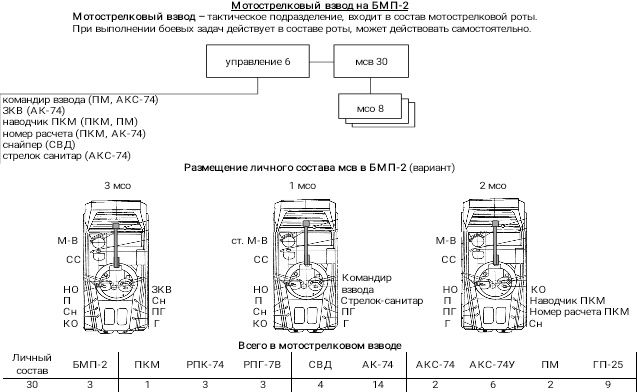 Мотострелковый взвод на БМП-2
Мотострелковый взвод – тактическое подразделение, входит в состав мотострелковой роты.
При выполнении боевых задач действует в составе роты, может действовать самостоятельно.
управление 6
мсв 30
мсо 8
командир взвода (ПМ, АКС-74)
ЗКВ (АК-74)
наводчик ПКМ (ПКМ, ПМ)
номер расчета (ПКМ, АК-74)
снайпер (СВД)
стрелок санитар (АКС-74)
Размещение личного состава мсв в БМП-2 (вариант)
3 мсо
М-В
СС
НО ЗКВ
П Сн
Сн ПГ
КО Г
1 мсо
ст. М-В
СС
Командир
НО взвода
П Стрелок-санитар
Сн ПГ
КО Г
2 мсо
М-В
СС
НО КО
П Наводчик ПКМ
ПГ Номер расчета ПКМ
Г Сн
Всего в мотострелковом взводе
Личный состав БМП-2 ПКМ РПК-74 РПГ-7В СВД АК-74 АКС-74 АКС-74У ПМ ГП-25
30 3 1 3 3 4 14 2 6 2 9